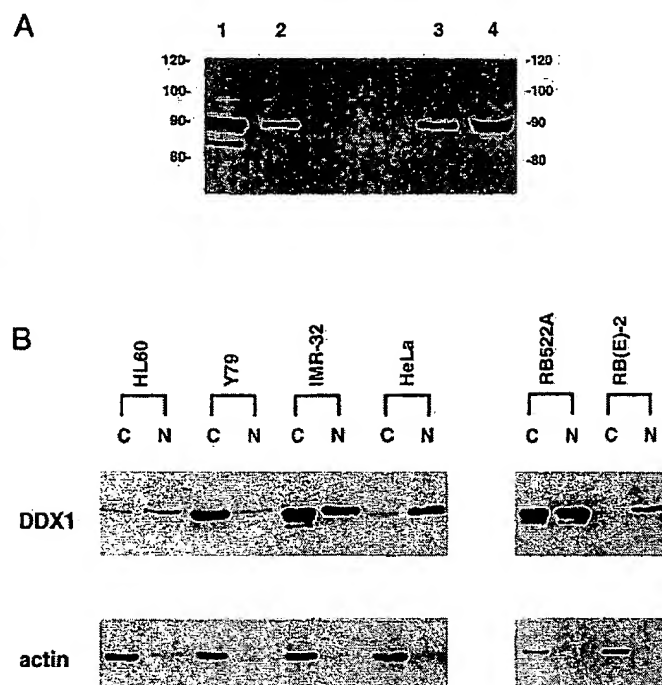 A
1 2 3 4
120- -120
100- -100
90- -90
80- -80
B
HL60 Y79 IMR-32 HeLa RB522A RB(E)-2
C N C N C N C N C N C N
DDX1
actin